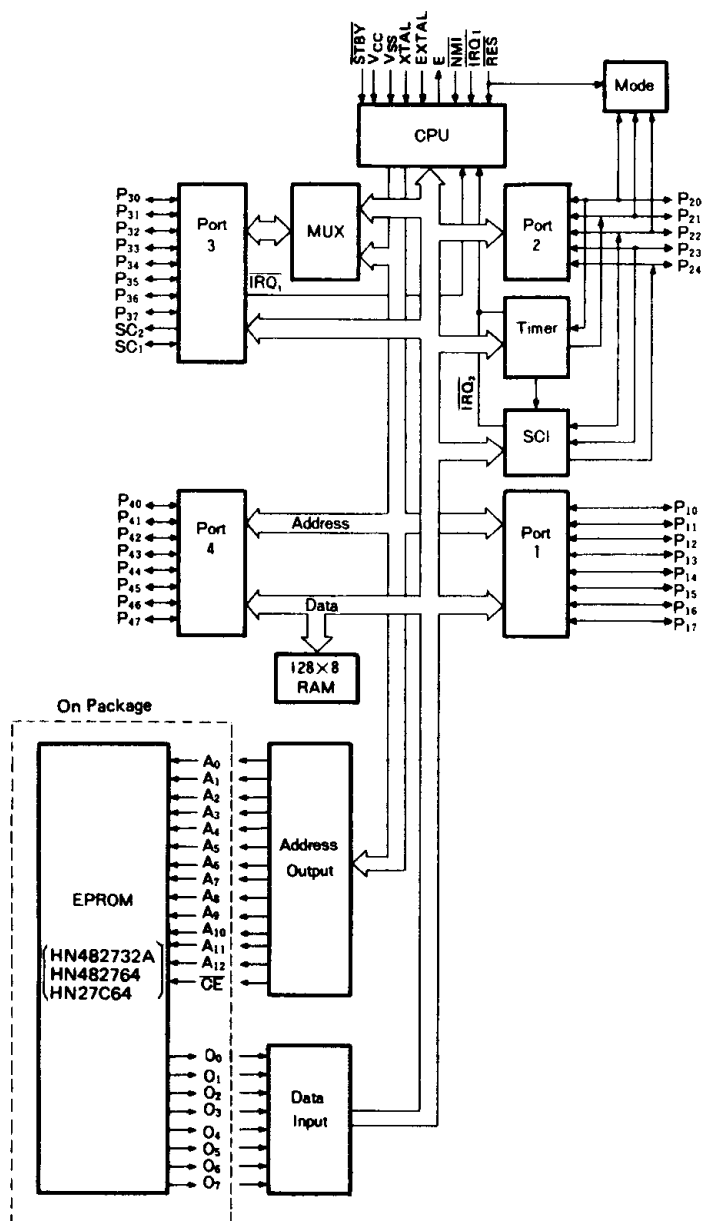 STBY
VCC
VSS
XTAL
EXTAL
E
NMI
IRQ1
RES
Mode
CPU
P30
P31
P32
P33
P34
P35
P36
P37
SC2
SC1
Port
3
MUX
IRQ1
Port
2
P20
P21
P22
P23
P24
Timer
IRQ2
SCI
P40
P41
P42
P43
P44
P45
P46
P47
Port
4
Address
Data
128×8
RAM
Port
1
P10
P11
P12
P13
P14
P15
P16
P17
On Package
EPROM
HN482732A
HN482764
HN27C64
A0
A1
A2
A3
A4
A5
A6
A7
A8
A9
A10
A11
A12
CE
Address
Output
O0
O1
O2
O3
O4
O5
O6
O7
Data
Input